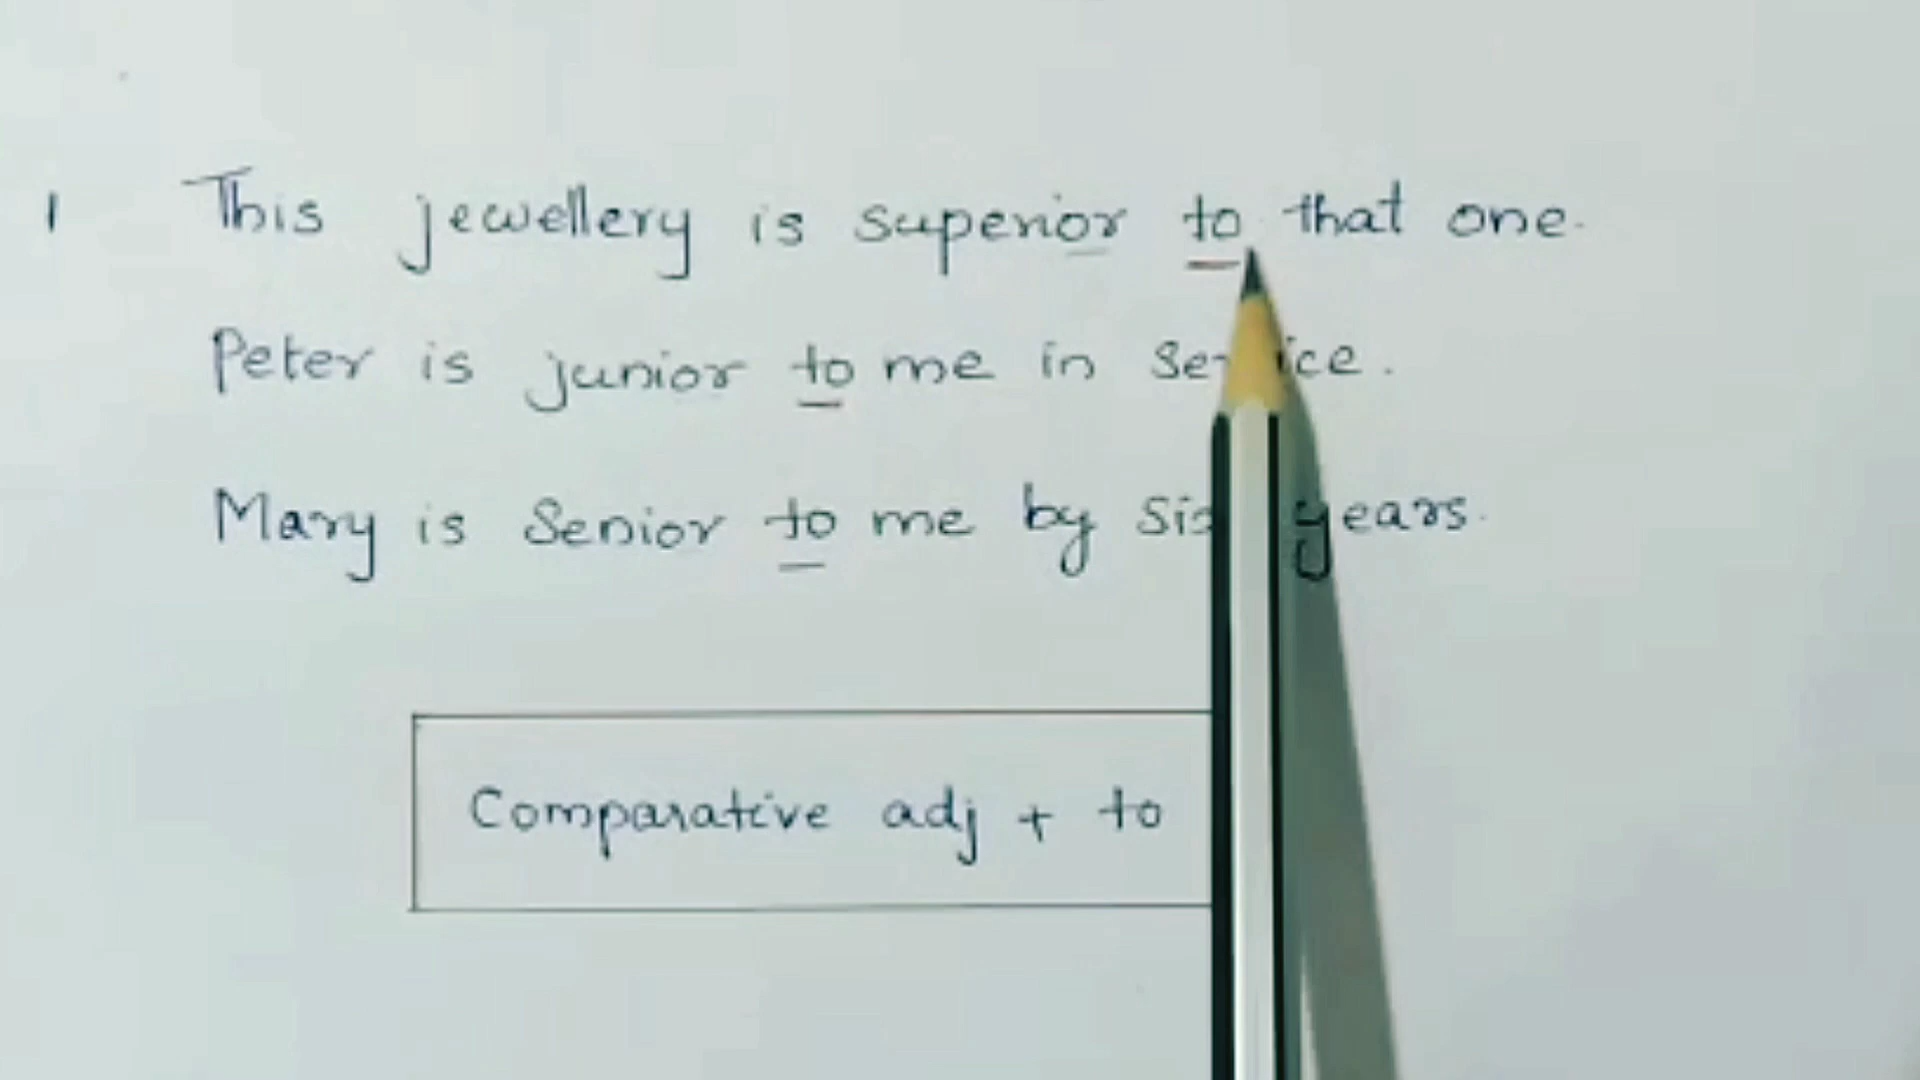 1 This jewellery is superior to that one.
Peter is junior to me in
Mary is Senior to me by years.
Comparative adj + to